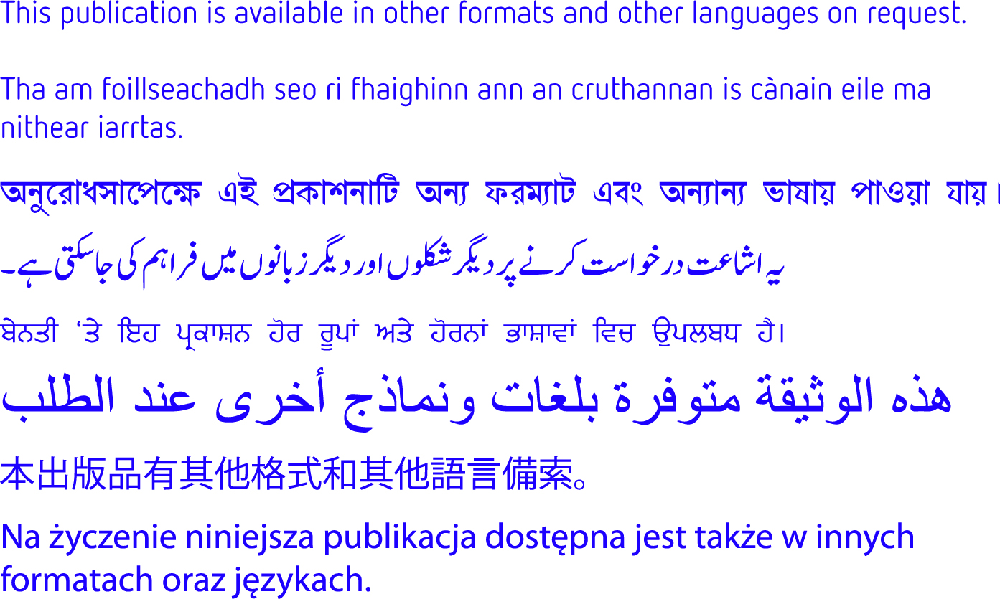 This publication is available in other formats and other languages on request.
Tha am foillseachadh seo ri fhaighinn ann an cruthannan is cànain eile ma
nithear iarrtas.
অনুরোধসাপেক্ষে এই প্রকাশনাটি অন্য ফরম্যাট এবং অন্যান্য ভাষায় পাওয়া যায়।
یہ اشاعت درخواست کرنے پر دیگر شکلوں اور دیگر زبانوں میں فراہم کی جاسکتی ہے۔
ਬੇਨਤੀ ‘ਤੇ ਇਹ ਪ੍ਰਕਾਸ਼ਨ ਹੋਰ ਰੂਪਾਂ ਅਤੇ ਹੋਰਨਾਂ ਭਾਸ਼ਾਵਾਂ ਵਿਚ ਉਪਲਬਧ ਹੈ।
هذه الوثيقة متوفرة بلغات ونماذج أخرى عند الطلب
本出版品有其他格式和其他語言備索。
Na życzenie niniejsza publikacja dostępna jest także w innych
formatach oraz językach.